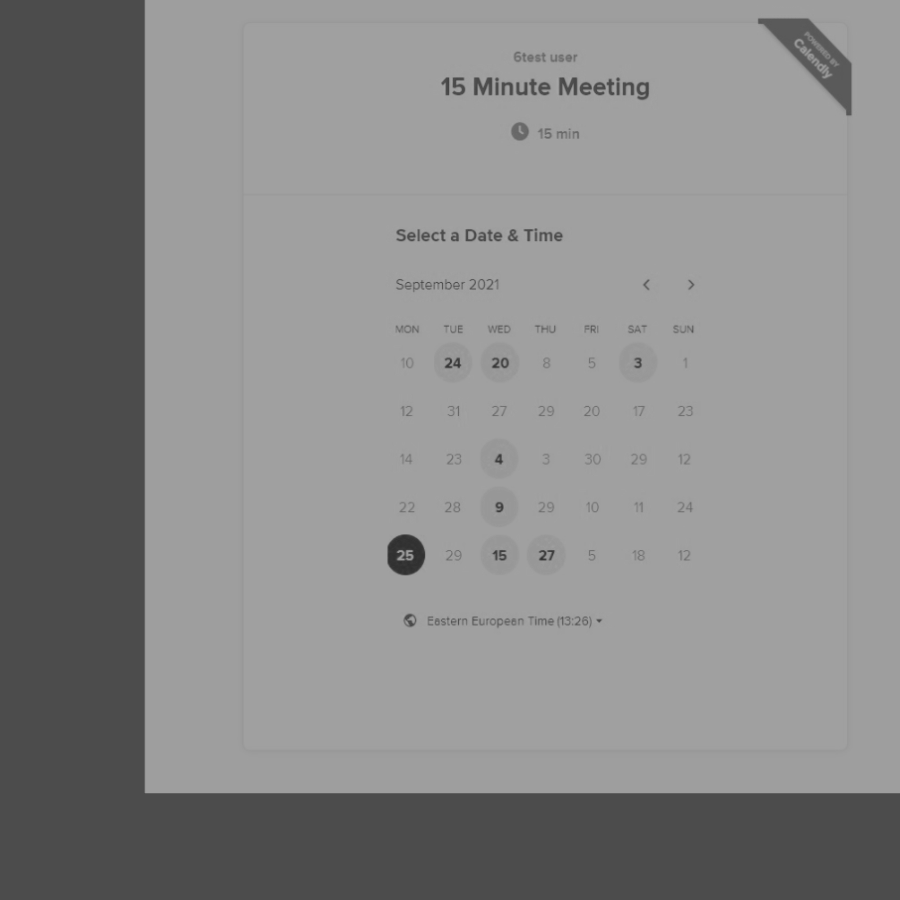 POWERED BY
Calendly
6test user
15 Minute Meeting
15 min
Select a Date & Time
September 2021
MON TUE WED THU FRI SAT SUN
10 24 20 8 5 3 1
12 31 27 29 20 17 23
14 23 4 3 30 29 12
22 28 9 29 10 11 24
25 29 15 27 5 18 12
Eastern European Time (13:26)